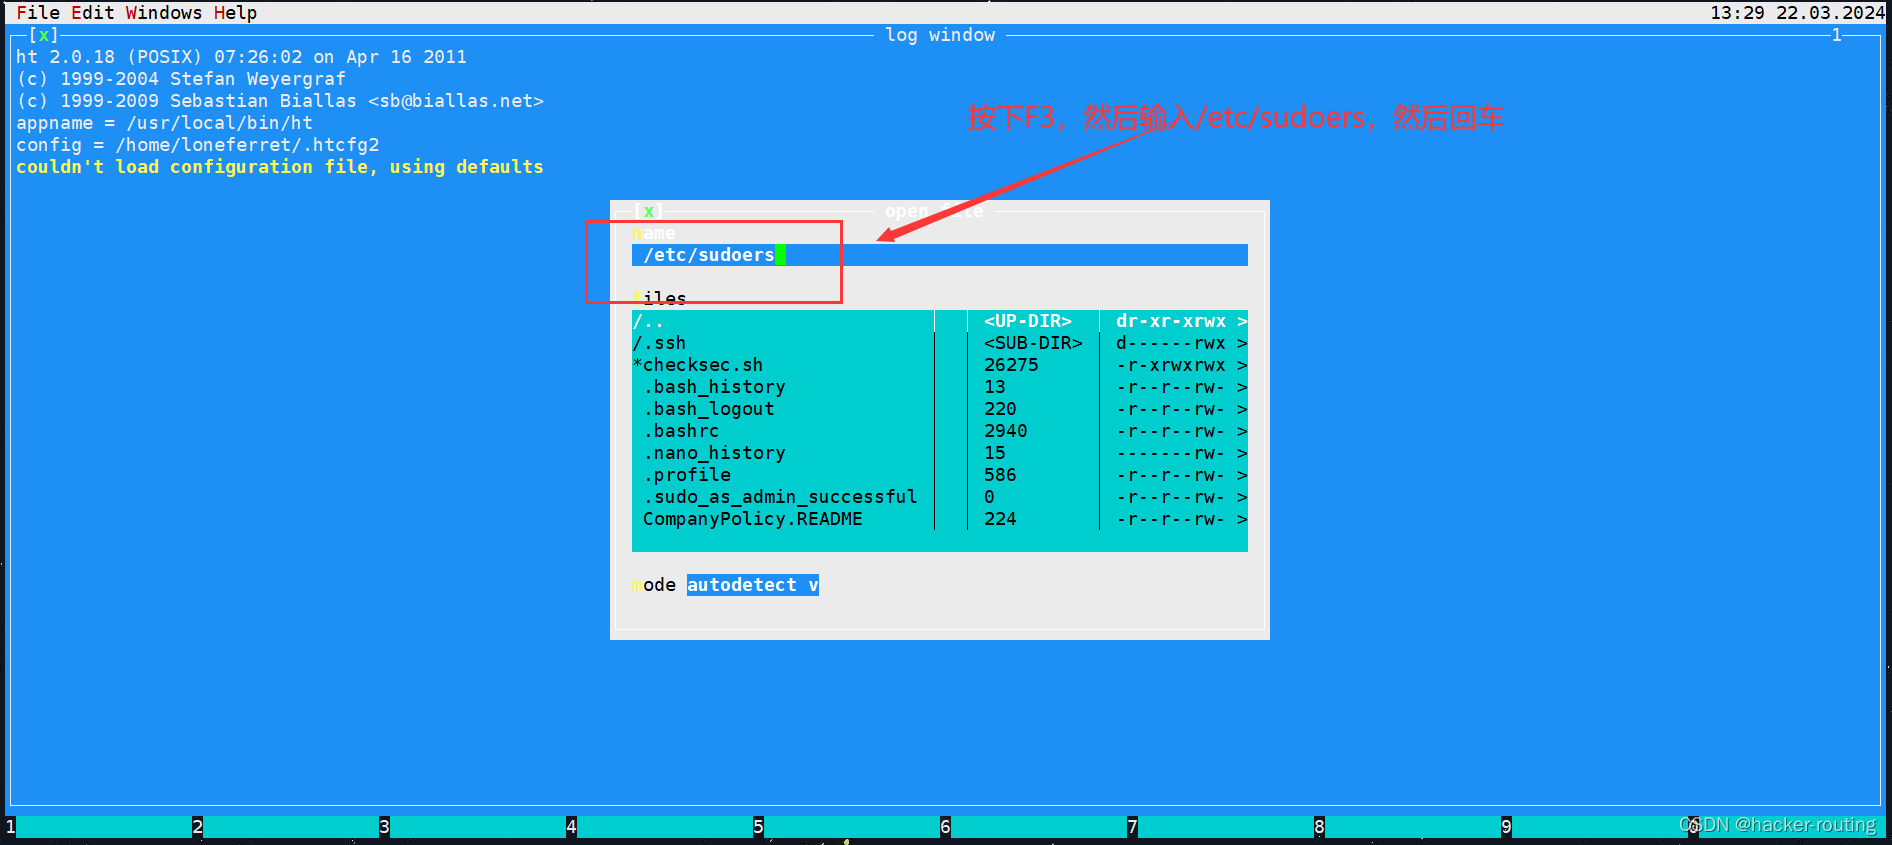 File Edit Windows Help 13:29 22.03.2024
[x] log window 1
ht 2.0.18 (POSIX) 07:26:02 on Apr 16 2011
(c) 1999-2004 Stefan Weyergraf
(c) 1999-2009 Sebastian Biallas <sb@biallas.net>
appname = /usr/local/bin/ht
config = /home/loneferret/.htcfg2
couldn't load configuration file, using defaults
按下F3，然后输入/etc/sudoers，然后回车
[x] open file
name
/etc/sudoers
files
/.. <UP-DIR> dr-xr-xrwx >
/.ssh <SUB-DIR> d------rwx >
*checksec.sh 26275 -r-xrwxrwx >
.bash_history 13 -r--r--rw- >
.bash_logout 220 -r--r--rw- >
.bashrc 2940 -r--r--rw- >
.nano_history 15 -------rw- >
.profile 586 -r--r--rw- >
.sudo_as_admin_successful 0 -r--r--rw- >
CompanyPolicy.README 224 -r--r--rw- >
mode autodetect v
1 2 3 4 5 6 7 8 9 0
CSDN @hacker-routing